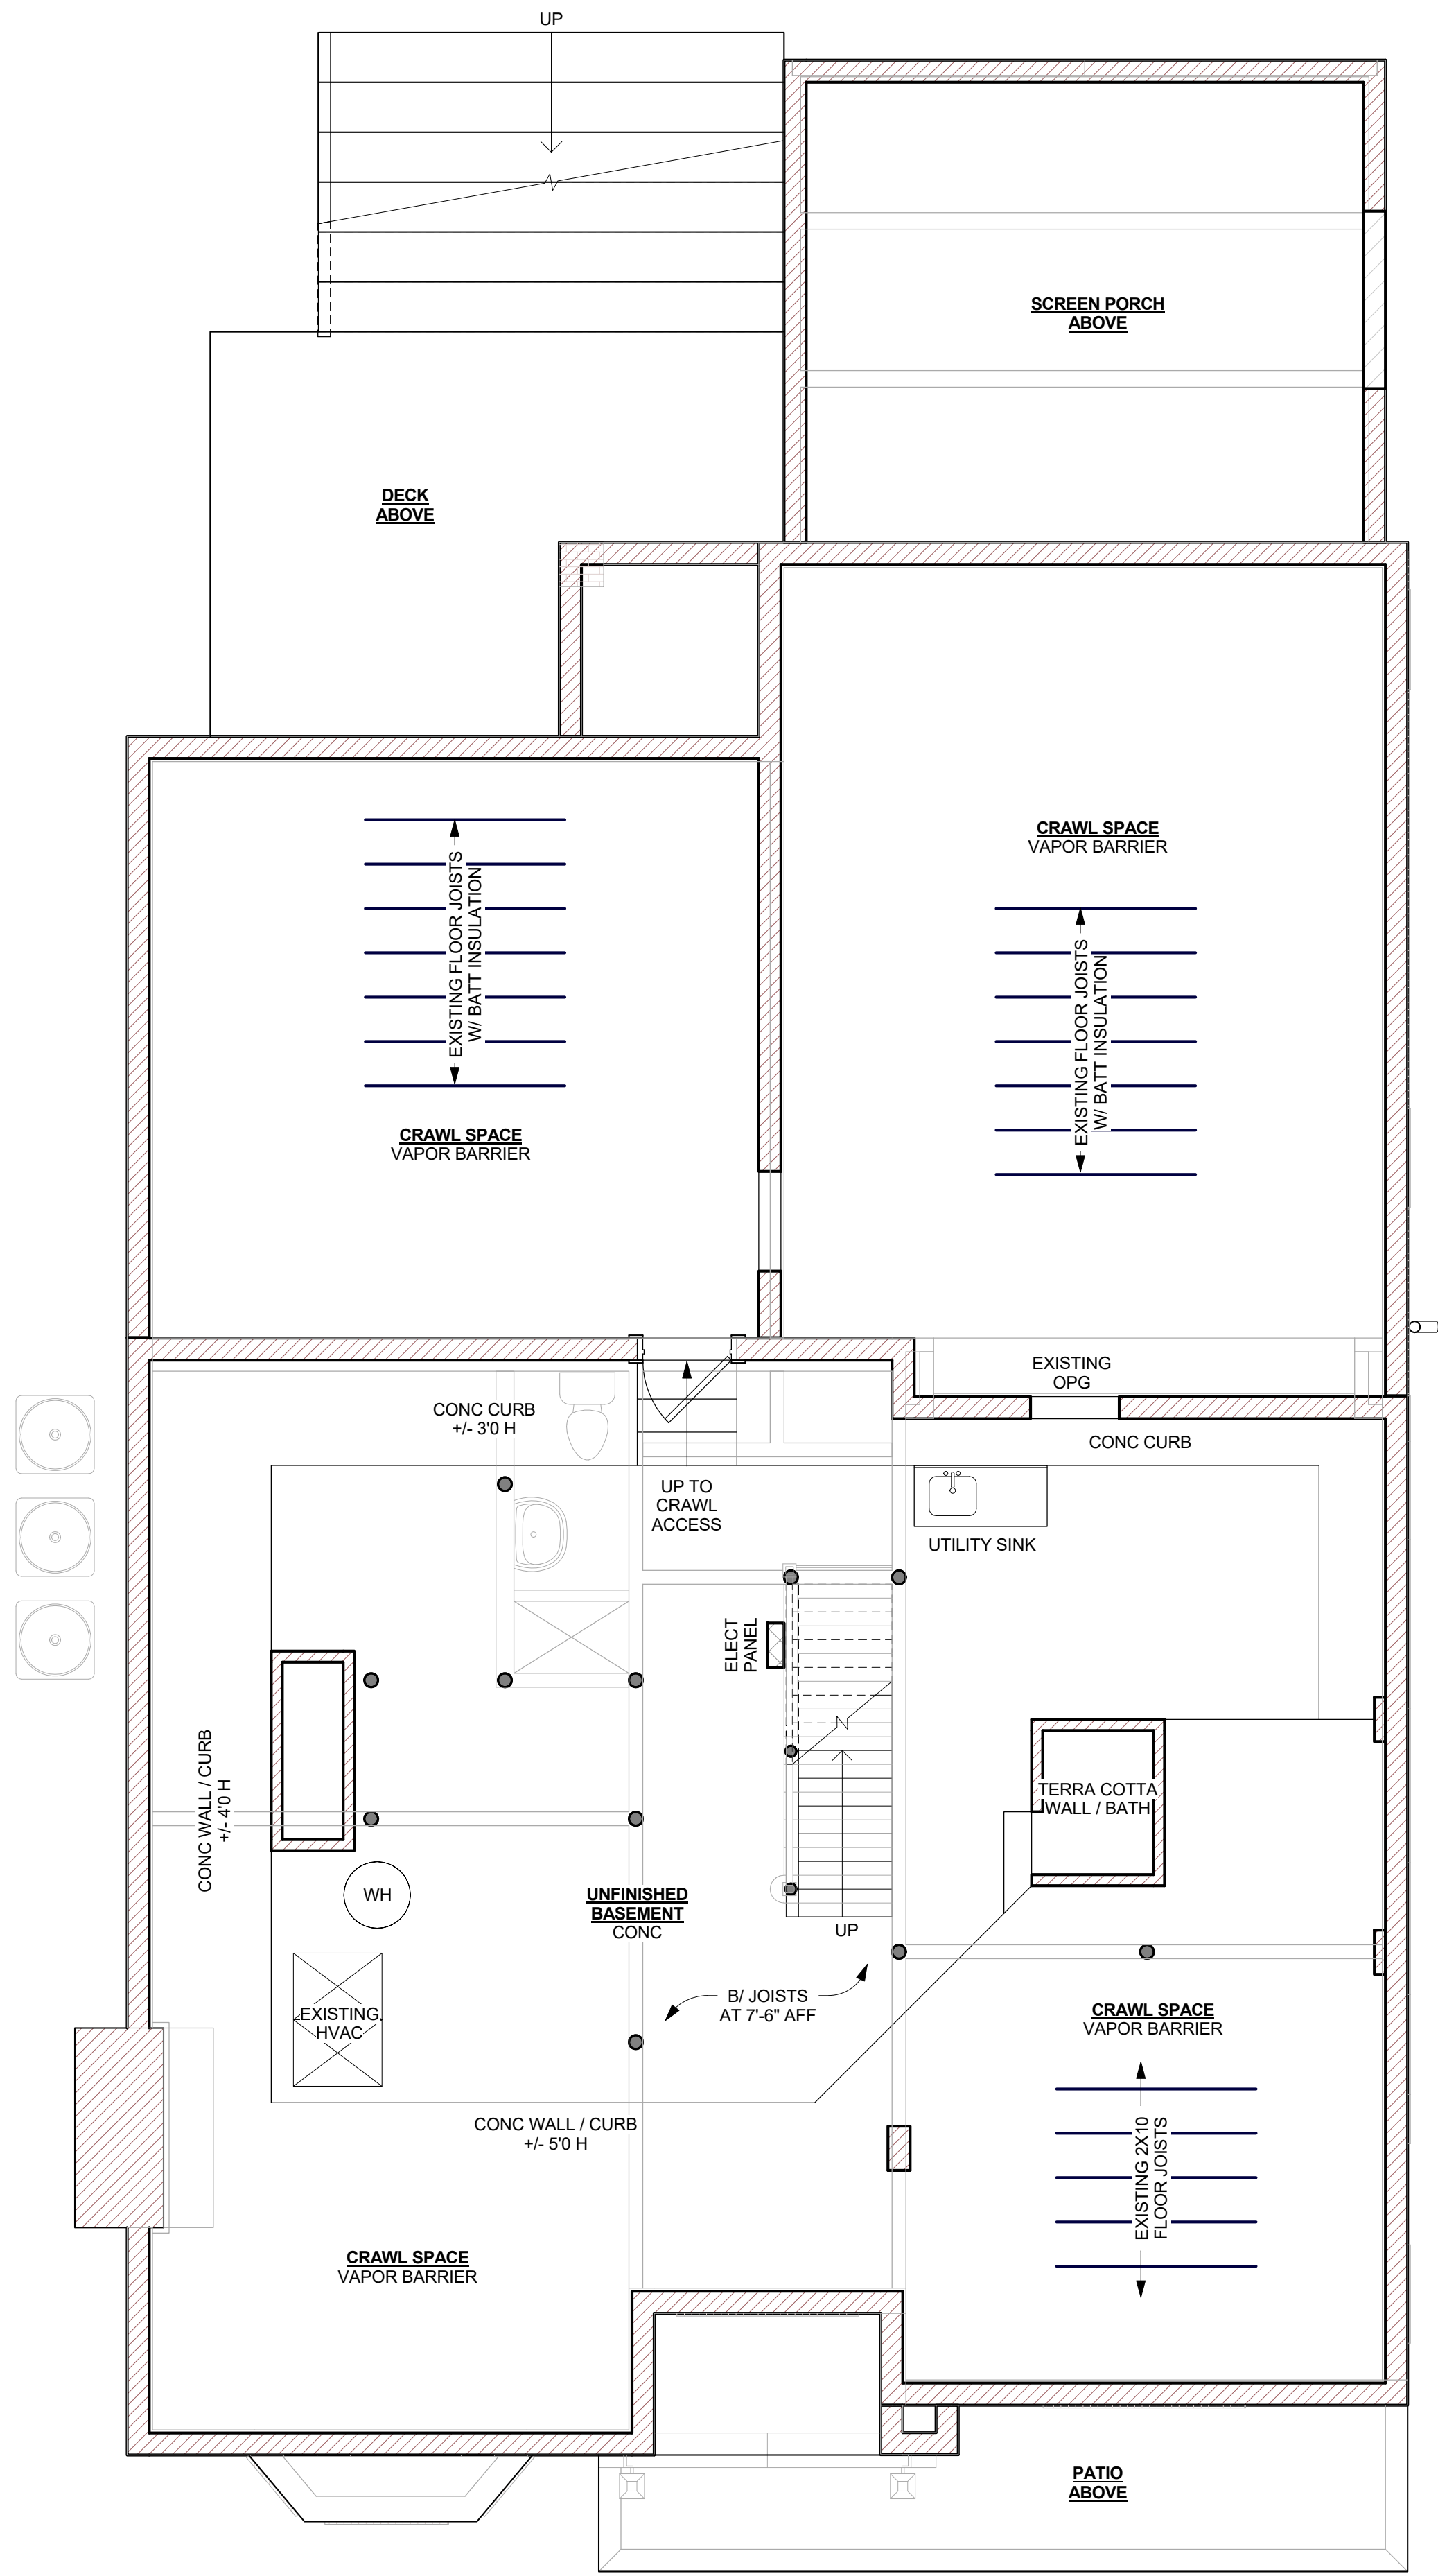 UP
SCREEN PORCH
ABOVE
DECK
ABOVE
CRAWL SPACE
VAPOR BARRIER
EXISTING FLOOR JOISTS
W/ BATT INSULATION
EXISTING FLOOR JOISTS
W/ BATT INSULATION
CRAWL SPACE
VAPOR BARRIER
EXISTING
OPG
CONC CURB
+/- 3'0 H
CONC CURB
UP TO
CRAWL
ACCESS
UTILITY SINK
ELECT
PANEL
CONC WALL / CURB
+/- 4'0 H
TERRA COTTA
WALL / BATH
WH
UNFINISHED
BASEMENT
CONC
UP
B/ JOISTS
AT 7'-6" AFF
EXISTING
HVAC
CRAWL SPACE
VAPOR BARRIER
CONC WALL / CURB
+/- 5'0 H
EXISTING 2X10
FLOOR JOISTS
CRAWL SPACE
VAPOR BARRIER
PATIO
ABOVE